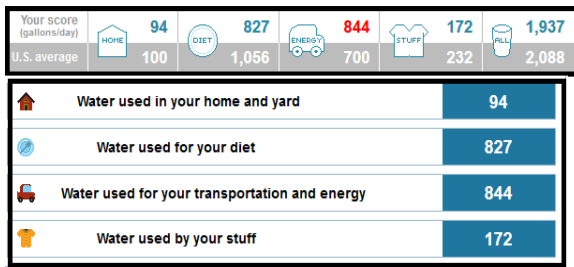 Your score 94 827 844 172 1,937
(gallons/day) HOME DIET ENERGY STUFF ALL
U.S. average 100 1,056 700 232 2,088
Water used in your home and yard 94
Water used for your diet 827
Water used for your transportation and energy 844
Water used by your stuff 172